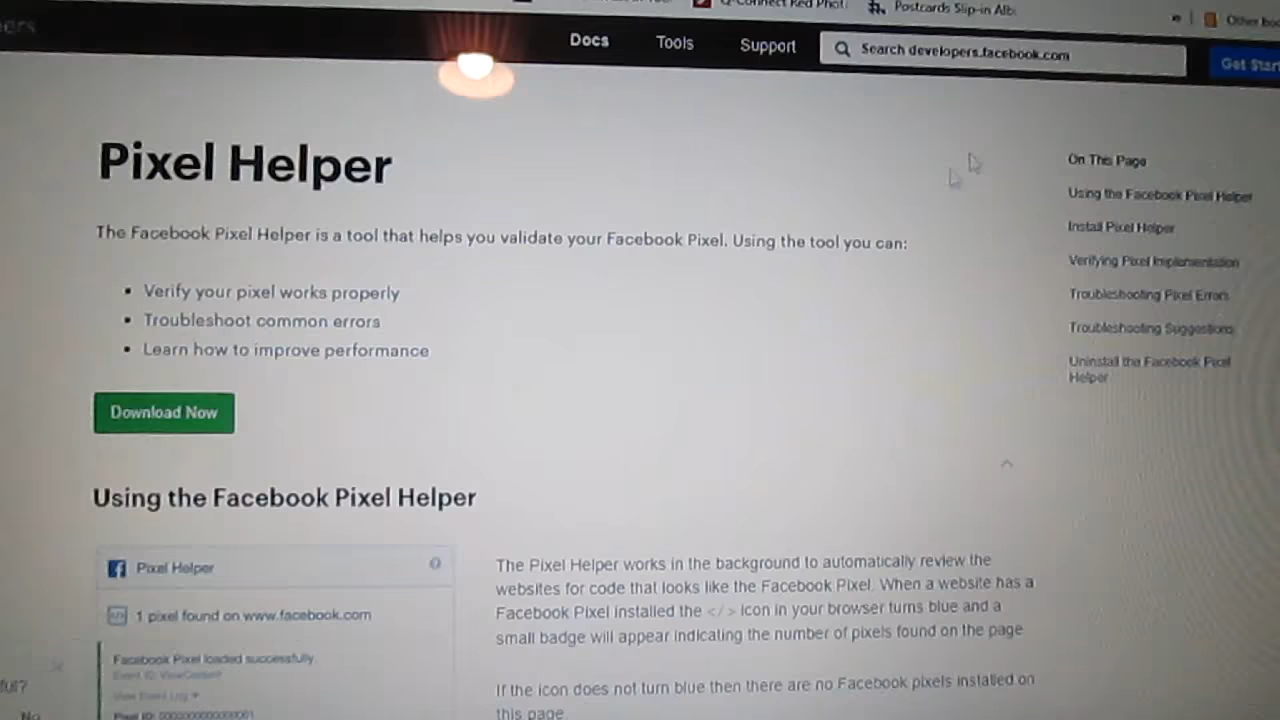 Postcards Slip-in Alb
Docs
Tools
Support
Search developers.facebook.com
Get Start
Pixel Helper
The Facebook Pixel Helper is a tool that helps you validate your Facebook Pixel. Using the tool you can:
• Verify your pixel works properly
• Troubleshoot common errors
• Learn how to improve performance
Download Now
On This Page
Using the Facebook Pixel Helper
Install Pixel Helper
Verifying Pixel Implementation
Troubleshooting Pixel Errors
Troubleshooting Suggestions
Uninstall the Facebook Pixel
Helper
Using the Facebook Pixel Helper
Pixel Helper
1 pixel found on www.facebook.com
Facebook Pixel loaded successfully
Event ID: ViewContent
View Event Log
The Pixel Helper works in the background to automatically review the
websites for code that looks like the Facebook Pixel. When a website has a
Facebook Pixel installed the </> icon in your browser turns blue and a
small badge will appear indicating the number of pixels found on the page
If the icon does not turn blue then there are no Facebook pixels installed on
this page
ful?
No